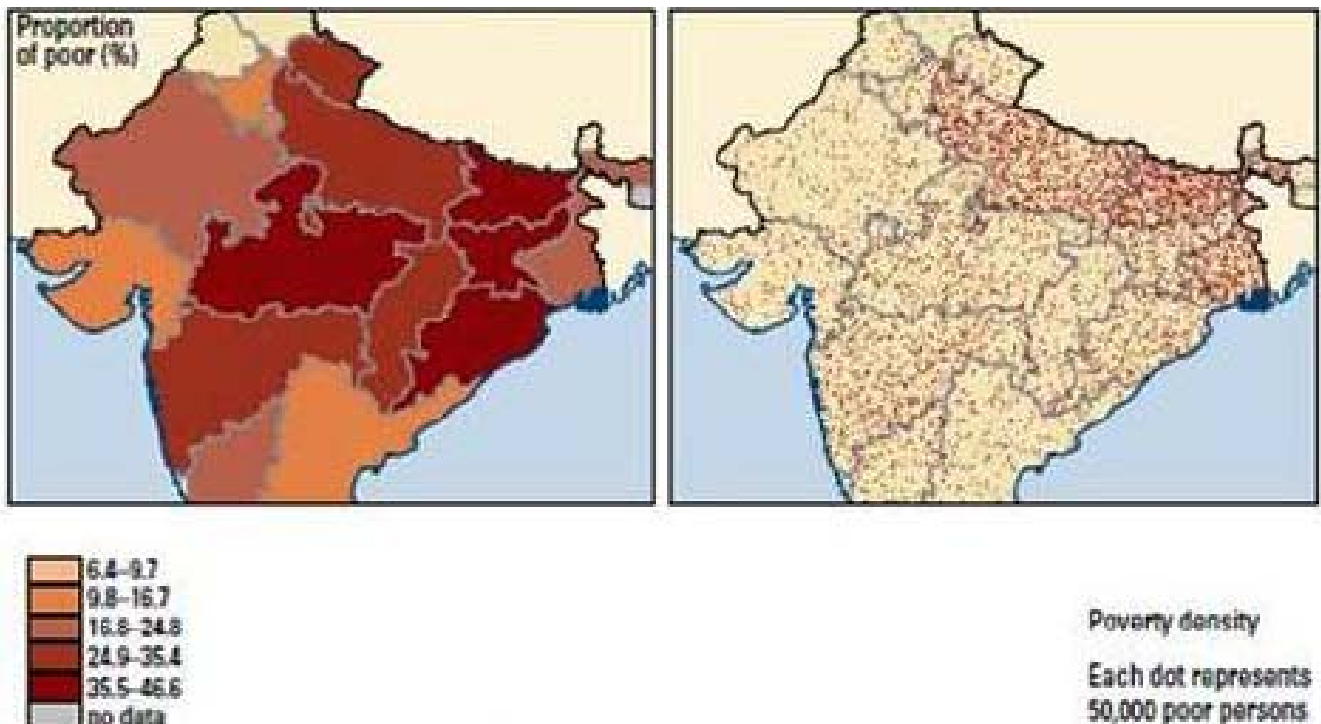 Proportion
of poor (%)
6.4–9.7
9.8–16.7
16.8–24.8
24.9–35.4
35.5–46.6
no data
Poverty density
Each dot represents
50,000 poor persons